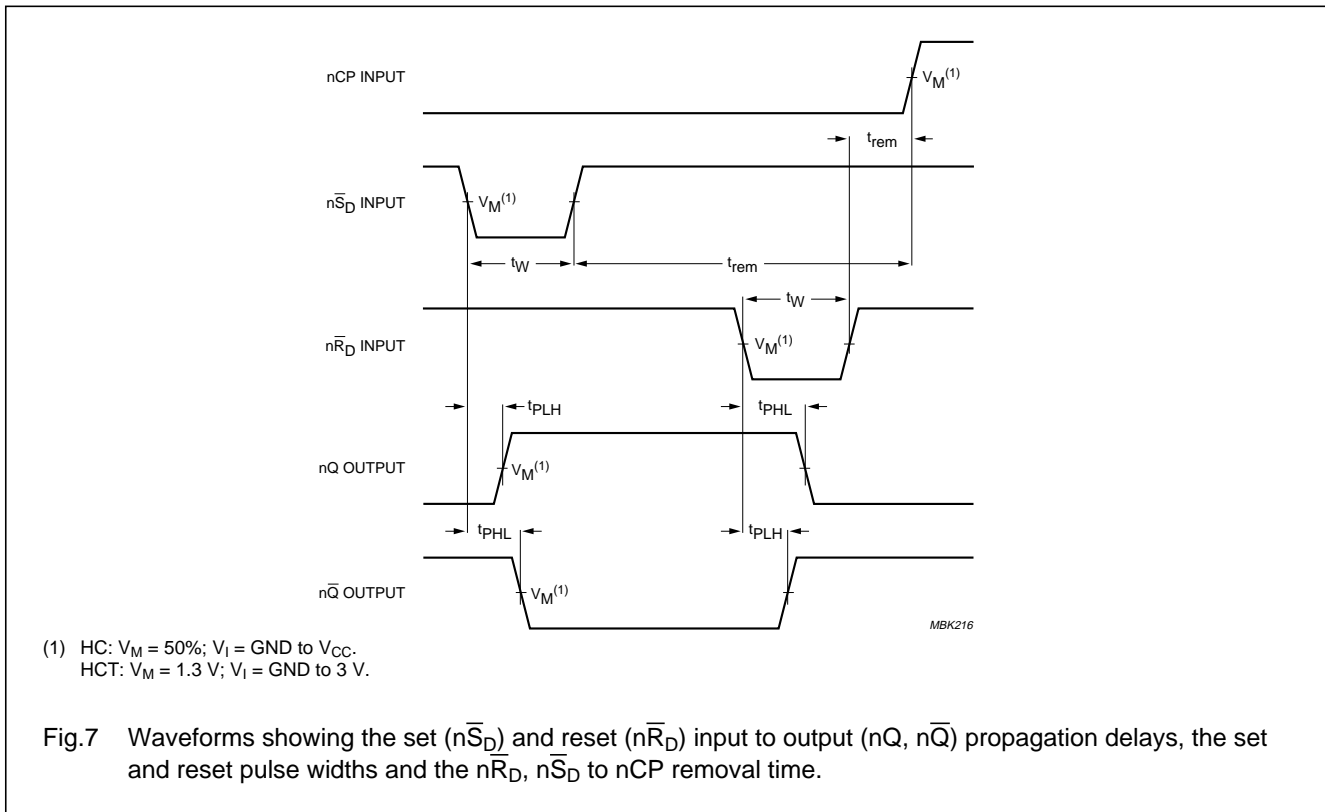 nCP INPUT
V_M^(1)
t_rem
nS̅_D INPUT
V_M^(1)
t_W
t_rem
t_W
nR̅_D INPUT
V_M^(1)
t_PLH
t_PHL
nQ OUTPUT
V_M^(1)
t_PHL
t_PLH
nQ̅ OUTPUT
V_M^(1)
MBK216
(1) HC: V_M = 50%; V_I = GND to V_CC.
HCT: V_M = 1.3 V; V_I = GND to 3 V.
Fig.7 Waveforms showing the set (nS̅_D) and reset (nR̅_D) input to output (nQ, nQ̅) propagation delays, the set
and reset pulse widths and the nR̅_D, nS̅_D to nCP removal time.